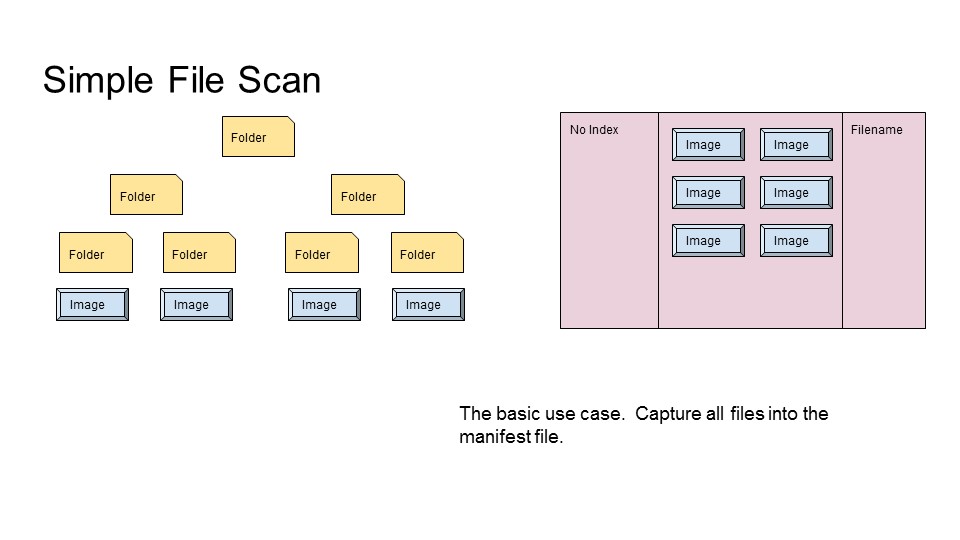 Simple File Scan
Folder
Folder
Folder
Folder
Folder
Folder
Folder
Image
Image
Image
Image
No Index
Image
Image
Image
Image
Image
Image
Filename
The basic use case.  Capture all files into the
manifest file.